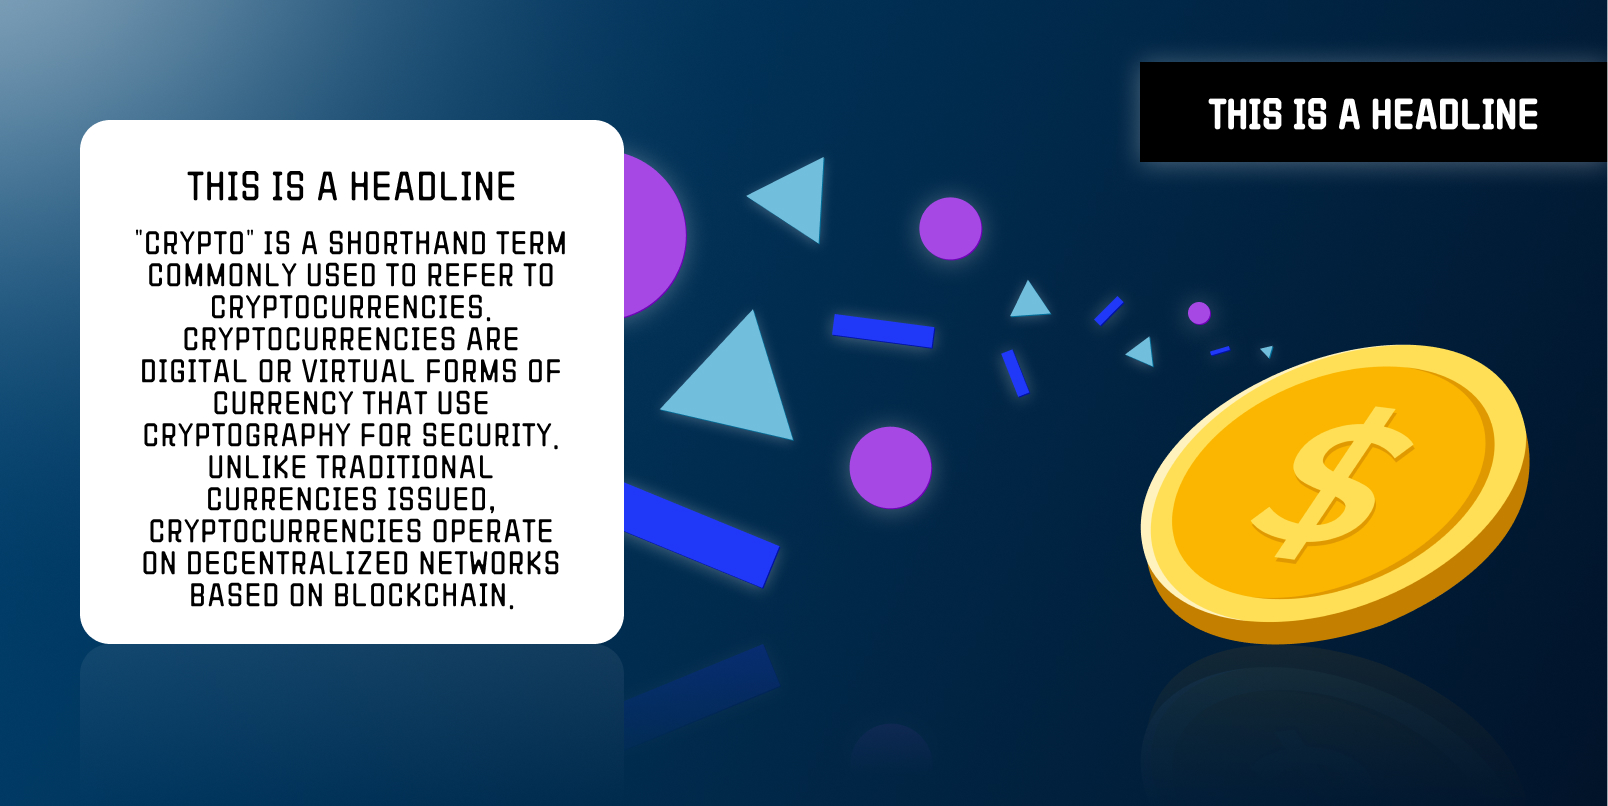 THIS IS A HEADLINE
THIS IS A HEADLINE
"CRYPTO" IS A SHORTHAND TERM
COMMONLY USED TO REFER TO
CRYPTOCURRENCIES.
CRYPTOCURRENCIES ARE
DIGITAL OR VIRTUAL FORMS OF
CURRENCY THAT USE
CRYPTOGRAPHY FOR SECURITY.
UNLIKE TRADITIONAL
CURRENCIES ISSUED,
CRYPTOCURRENCIES OPERATE
ON DECENTRALIZED NETWORKS
BASED ON BLOCKCHAIN.
$